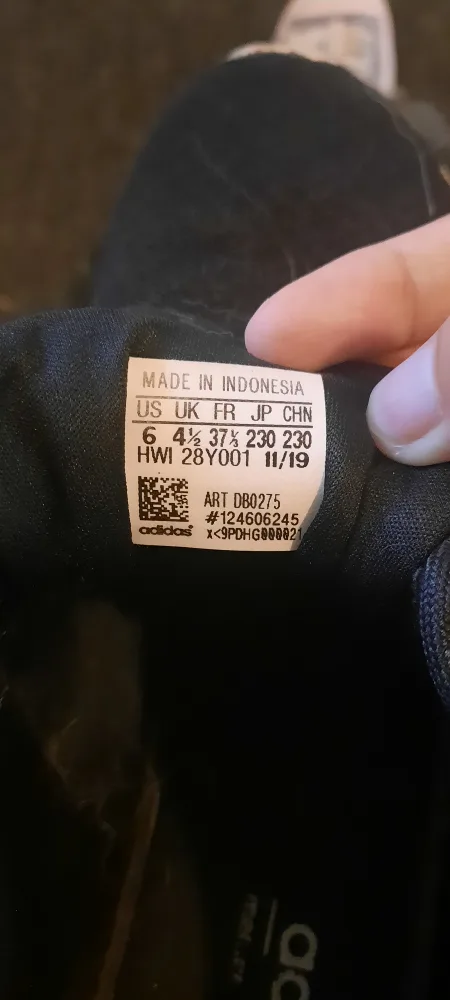 MADE IN INDONESIA
US UK FR JP CHN
6 4½ 37⅓ 230 230
HWI 28Y001 11/19
ART DB0275
#124606245
adidas x<9PDHG000021